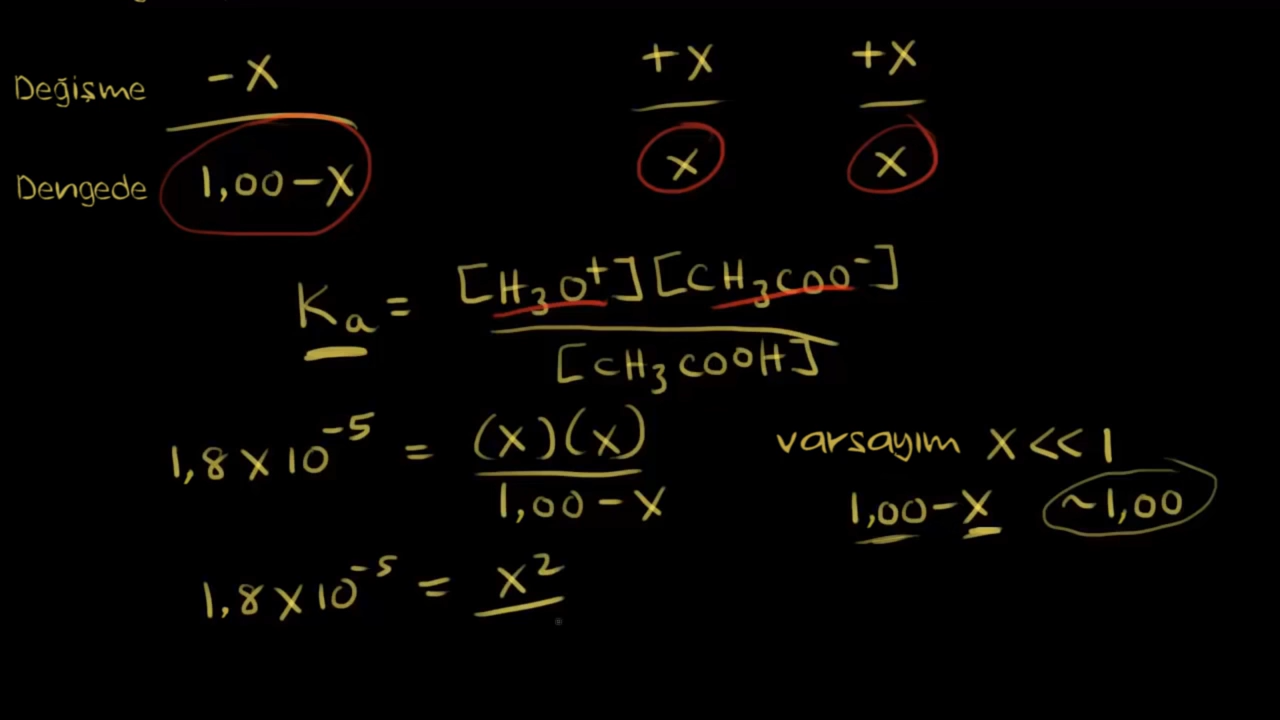 Değişme -X +X +X
Dengede 1,00-X X X
Ka = [H₃O⁺][CH₃COO⁻]
[CH₃COOH]
1,8×10⁻⁵ = (X)(X) varsayım X<<1
1,00-X 1,00-X ~1,00
1,8×10⁻⁵ = X²